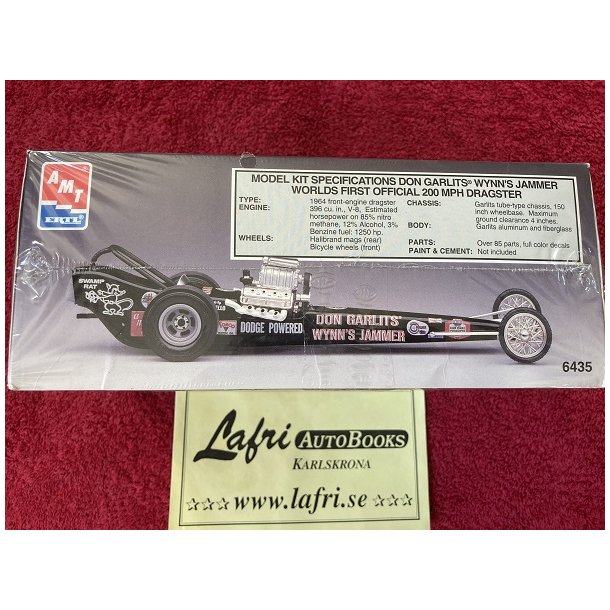 AMT
ERTL
MODEL KIT SPECIFICATIONS DON GARLITS® WYNN'S JAMMER
WORLDS FIRST OFFICIAL 200 MPH DRAGSTER
TYPE: 1964 front-engine dragster
ENGINE: 396 cu. in., V-8, Estimated
horsepower on 85% nitro
methane, 12% Alcohol, 3%
Benzine fuel: 1250 hp.
WHEELS: Halibrand mags (rear)
Bicycle wheels (front)
CHASSIS: Garlits tube-type chassis, 150
inch wheelbase. Maximum
ground clearance 4 inches.
BODY: Garlits aluminum and fiberglass
PARTS: Over 85 parts, full color decals
PAINT & CEMENT: Not included
SWAMP
RAT
DODGE POWERED
DON GARLITS'
WYNN'S JAMMER
6435
Lafri AUTOBOOKS
KARLSKRONA
www.lafri.se